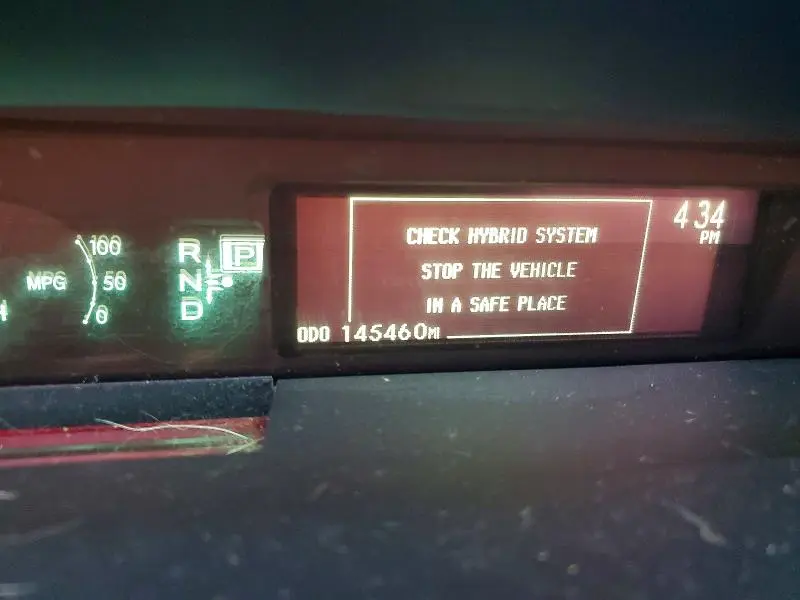 100
MPG 50
0
R P
N
D
CHECK HYBRID SYSTEM
STOP THE VEHICLE
IN A SAFE PLACE
4 34
PM
ODO 145460MI